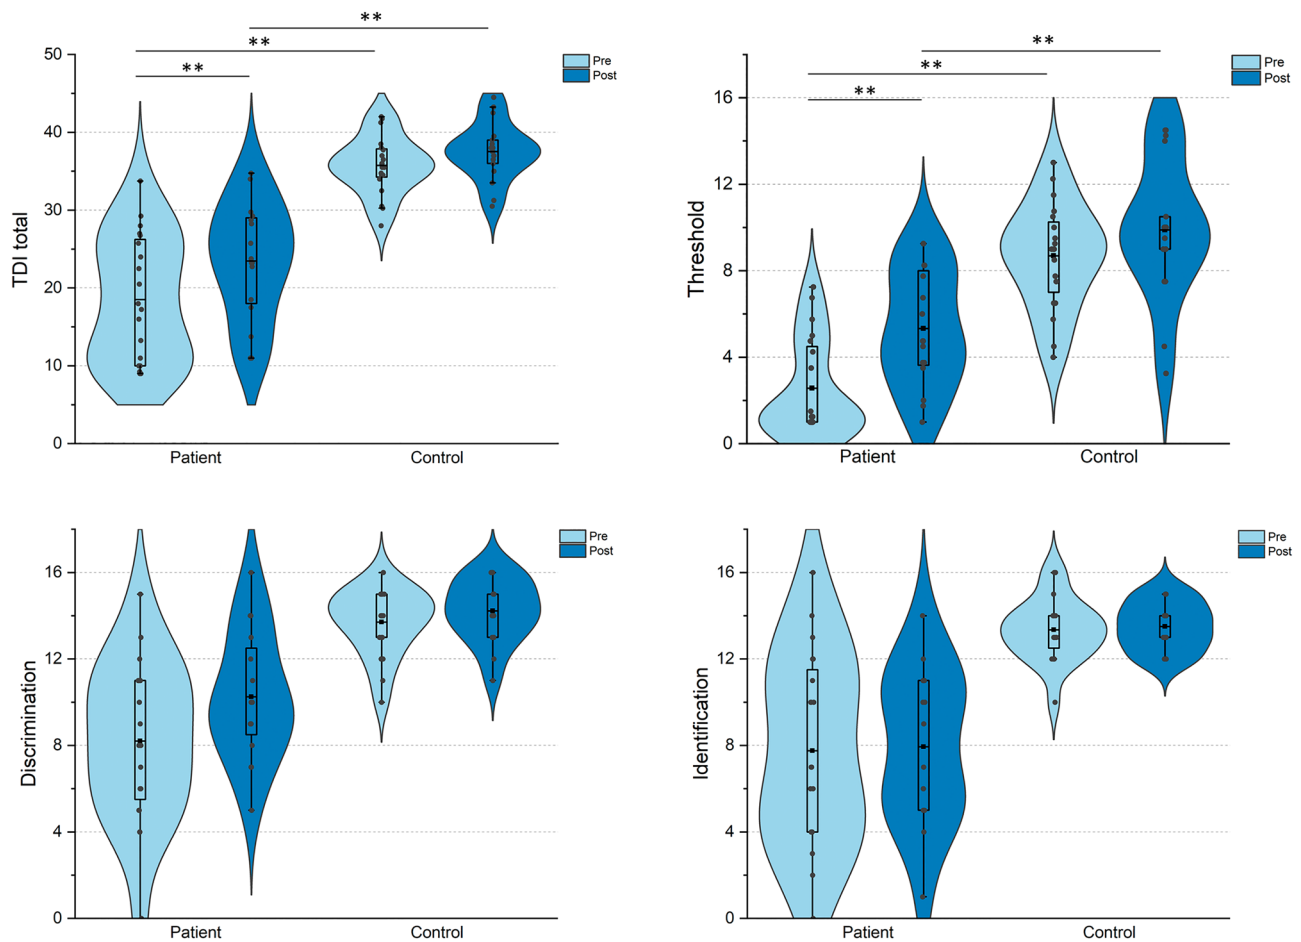 **
**
**
50
40
30
20
10
0
TDI total
Patient
Control
Pre
Post
**
**
**
16
12
8
4
0
Threshold
Patient
Control
Pre
Post
16
12
8
4
0
Discrimination
Patient
Control
Pre
Post
16
12
8
4
0
Identification
Patient
Control
Pre
Post